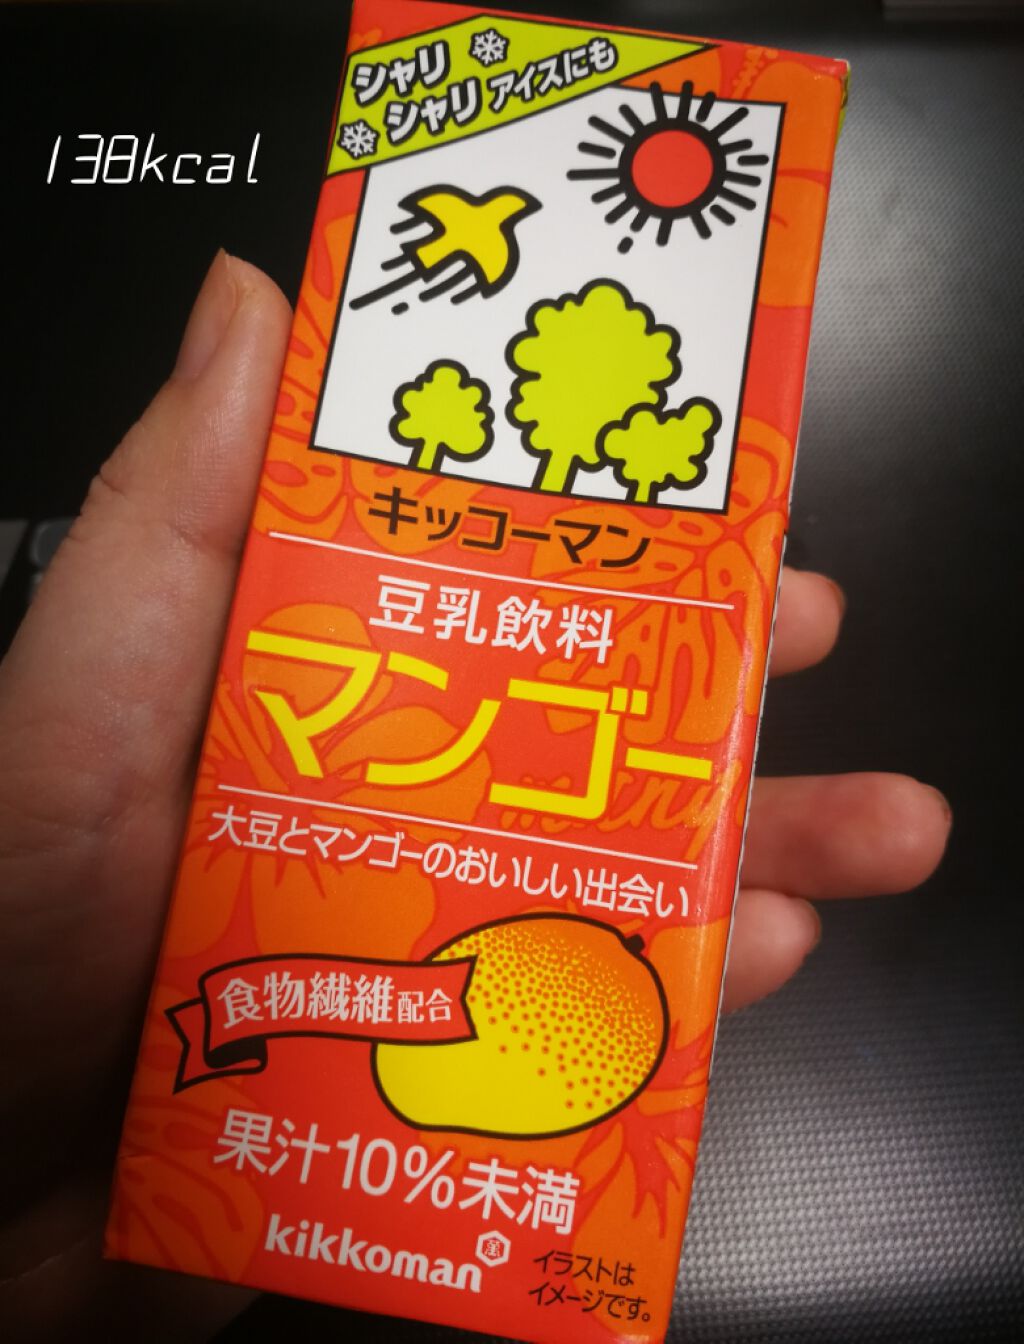 シャリ
シャリ アイスにも
138kcal
キッコーマン
豆乳飲料
マンゴー
大豆とマンゴーのおいしい出会い
食物繊維配合
果汁10%未満
kikkoman
イラストは
イメージです。